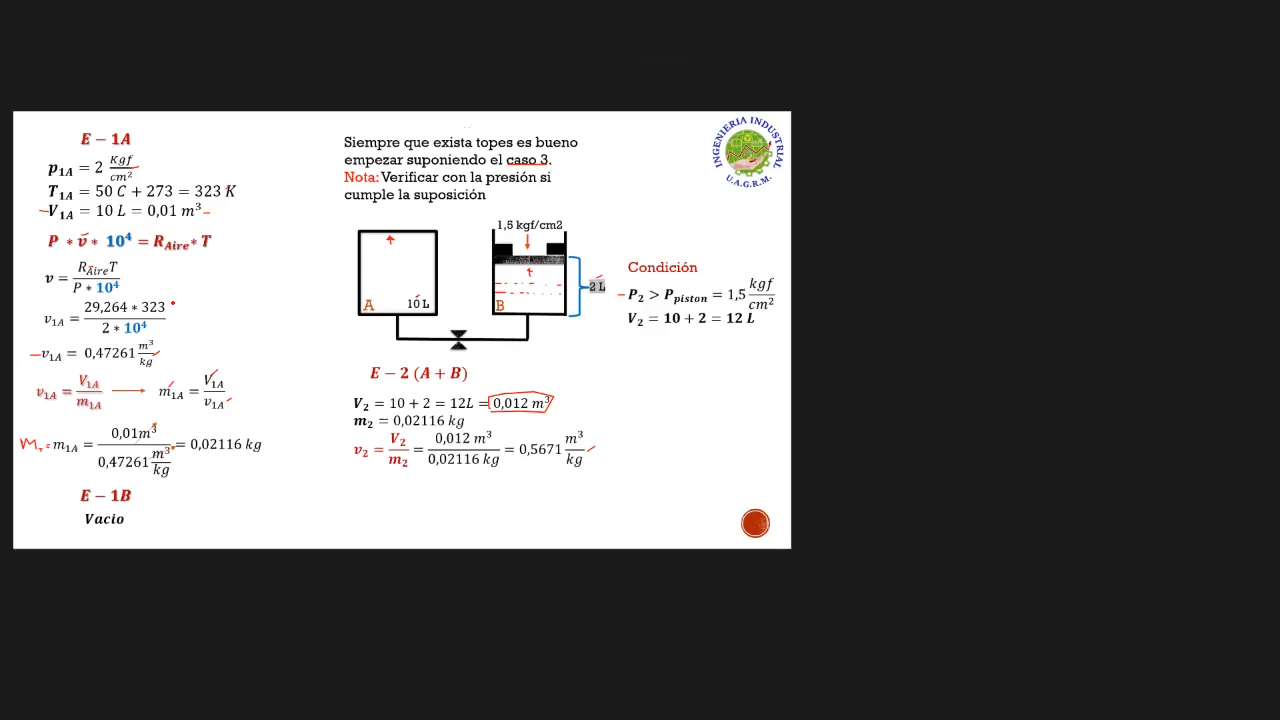 E − 1A
p₁A = 2 Kgf/cm²
T₁A = 50 C + 273 = 323 K
V₁A = 10 L = 0,01 m³
P * v * 10⁴ = R_Aire * T
v = R_Aire T / P * 10⁴
v₁A = 29,264 * 323 / 2 * 10⁴
v₁A = 0,47261 m³/kg
v₁A = V₁A / m₁A → m₁A = V₁A / v₁A
M₁ = m₁A = 0,01m³ / 0,47261 m³/kg = 0,02116 kg
E − 1B
Vacio
Siempre que exista topes es bueno
empezar suponiendo el caso 3.
Nota: Verificar con la presión si
cumple la suposición
1,5 kgf/cm2
A
10 L
B
2 L
E − 2 (A + B)
V₂ = 10 + 2 = 12L = 0,012 m³
m₂ = 0,02116 kg
v₂ = V₂ / m₂ = 0,012 m³ / 0,02116 kg = 0,5671 m³/kg
Condición
P₂ > P_piston = 1,5 kgf/cm²
V₂ = 10 + 2 = 12 L
INGENIERIA INDUSTRIAL
U.A.G.R.M.